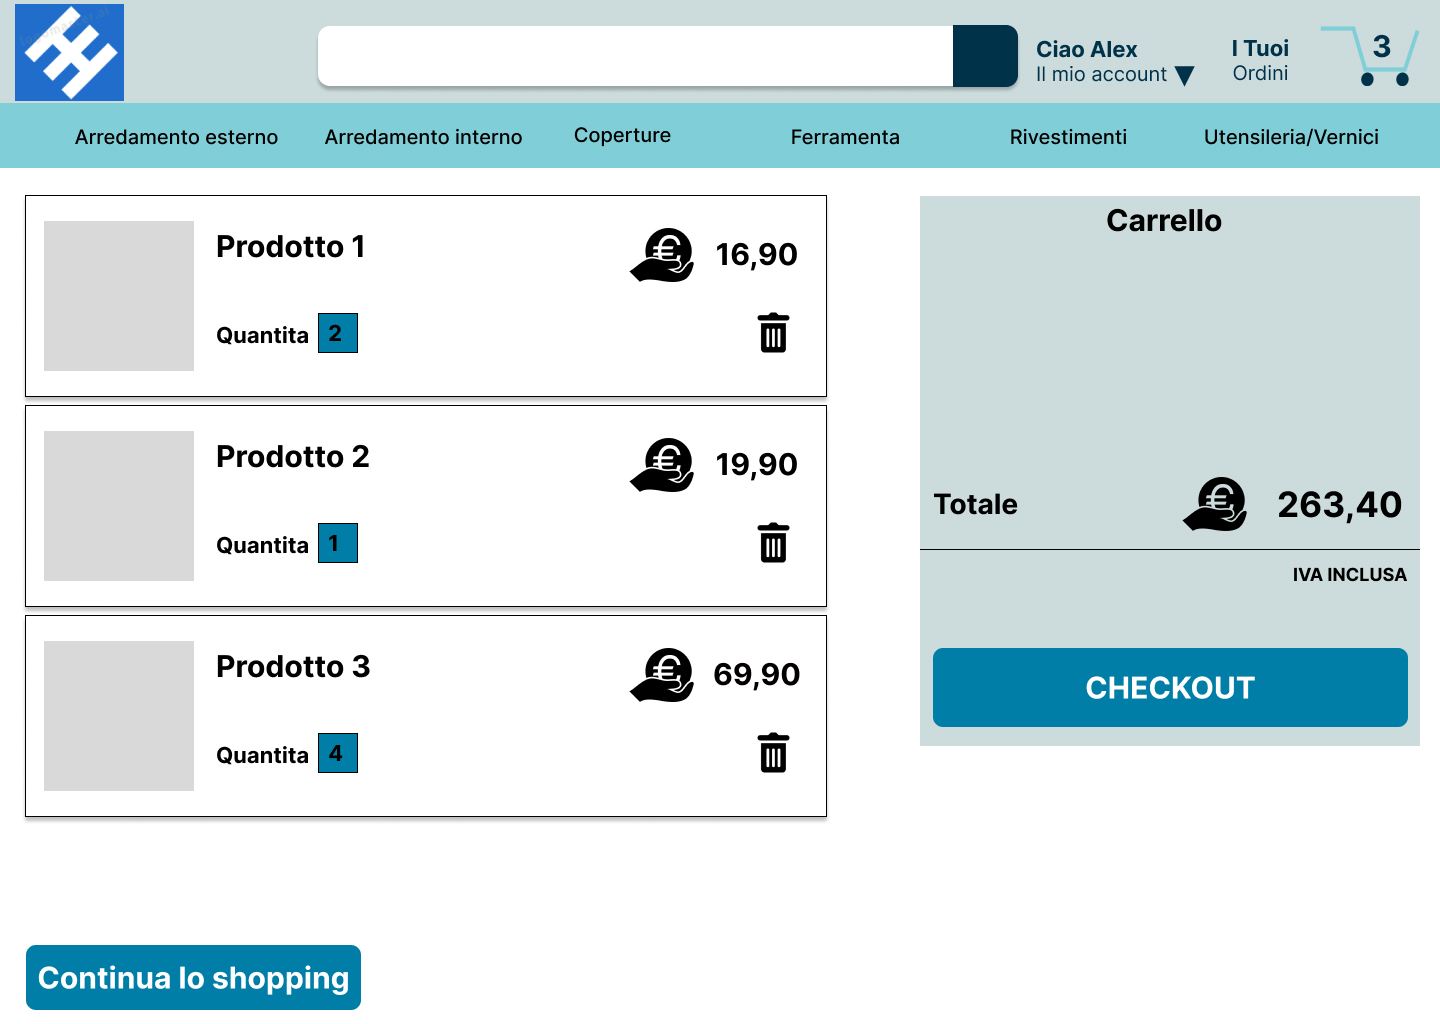 Ciao Alex
Il mio account
I Tuoi
Ordini
3
Arredamento esterno
Arredamento interno
Coperture
Ferramenta
Rivestimenti
Utensileria/Vernici
Prodotto 1
€
16,90
Quantita
2
Prodotto 2
€
19,90
Quantita
1
Prodotto 3
€
69,90
Quantita
4
Carrello
Totale
€
263,40
IVA INCLUSA
CHECKOUT
Continua lo shopping